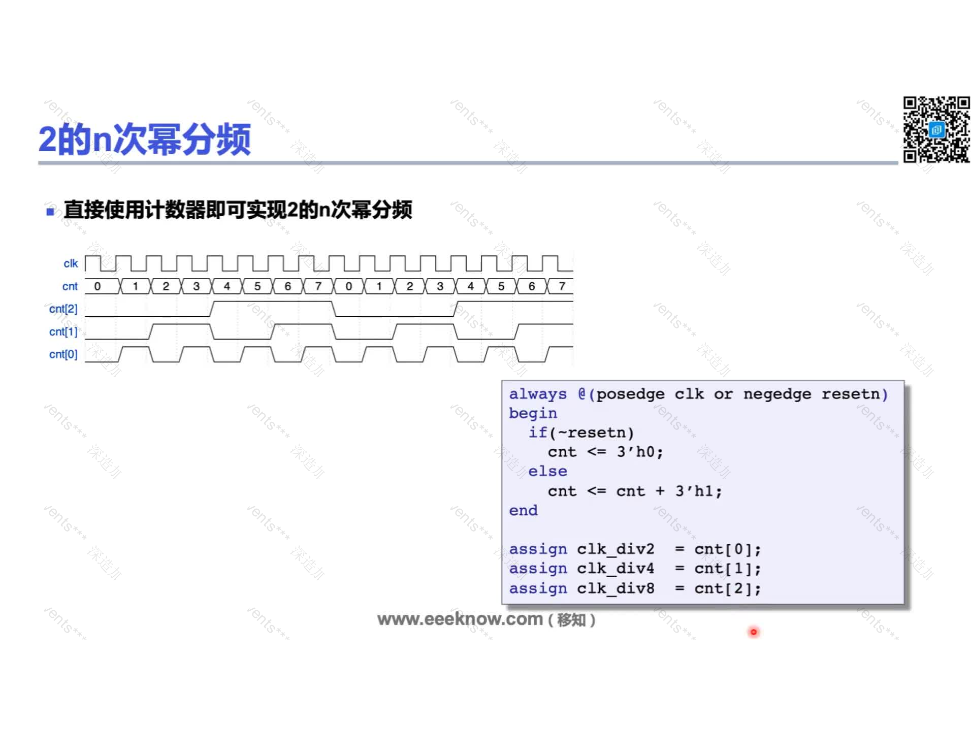 2的n次幂分频
直接使用计数器即可实现2的n次幂分频
clk
cnt 0 1 2 3 4 5 6 7 0 1 2 3 4 5 6 7
cnt[2]
cnt[1]
cnt[0]
always @(posedge clk or negedge resetn)
begin
if(~resetn)
cnt <= 3’h0;
else
cnt <= cnt + 3’h1;
end
assign clk_div2 = cnt[0];
assign clk_div4 = cnt[1];
assign clk_div8 = cnt[2];
www.eeeknow.com ( 移知 )